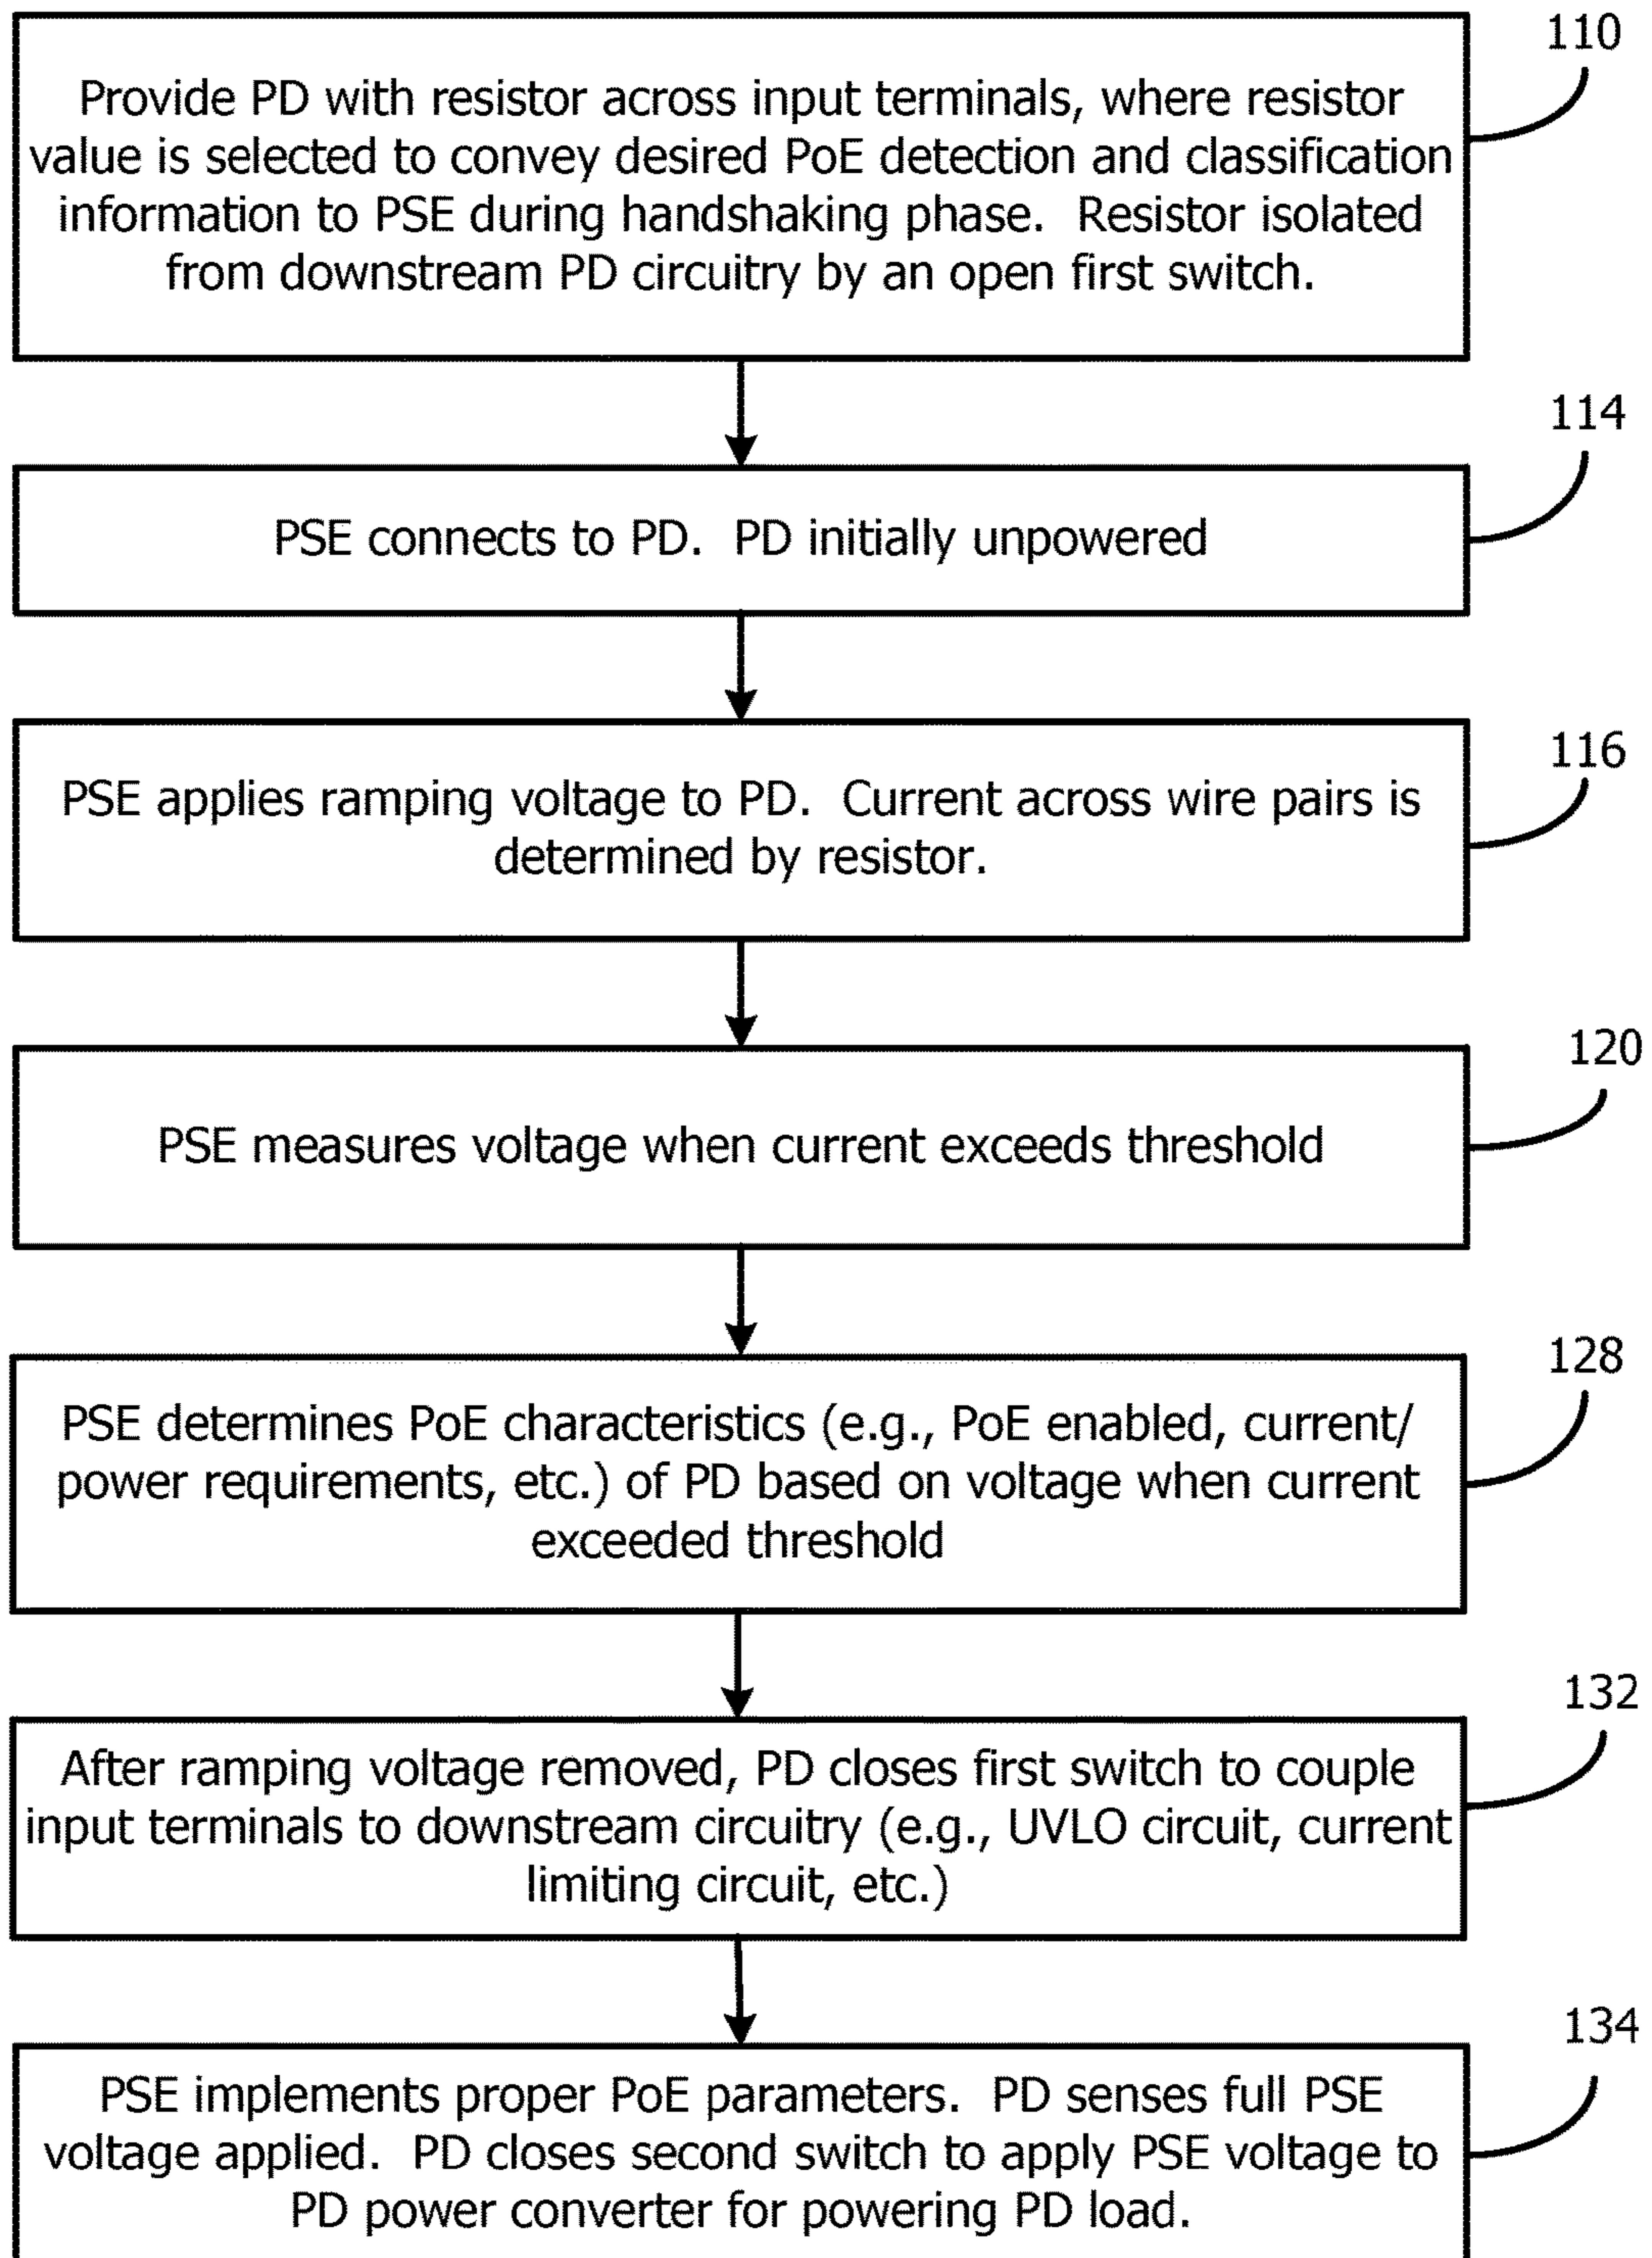 110
Provide PD with resistor across input terminals, where resistor
value is selected to convey desired PoE detection and classification
information to PSE during handshaking phase.  Resistor isolated
from downstream PD circuitry by an open first switch.
114
PSE connects to PD.  PD initially unpowered
116
PSE applies ramping voltage to PD.  Current across wire pairs is
determined by resistor.
120
PSE measures voltage when current exceeds threshold
128
PSE determines PoE characteristics (e.g., PoE enabled, current/
power requirements, etc.) of PD based on voltage when current
exceeded threshold
132
After ramping voltage removed, PD closes first switch to couple
input terminals to downstream circuitry (e.g., UVLO circuit, current
limiting circuit, etc.)
134
PSE implements proper PoE parameters.  PD senses full PSE
voltage applied.  PD closes second switch to apply PSE voltage to
PD power converter for powering PD load.